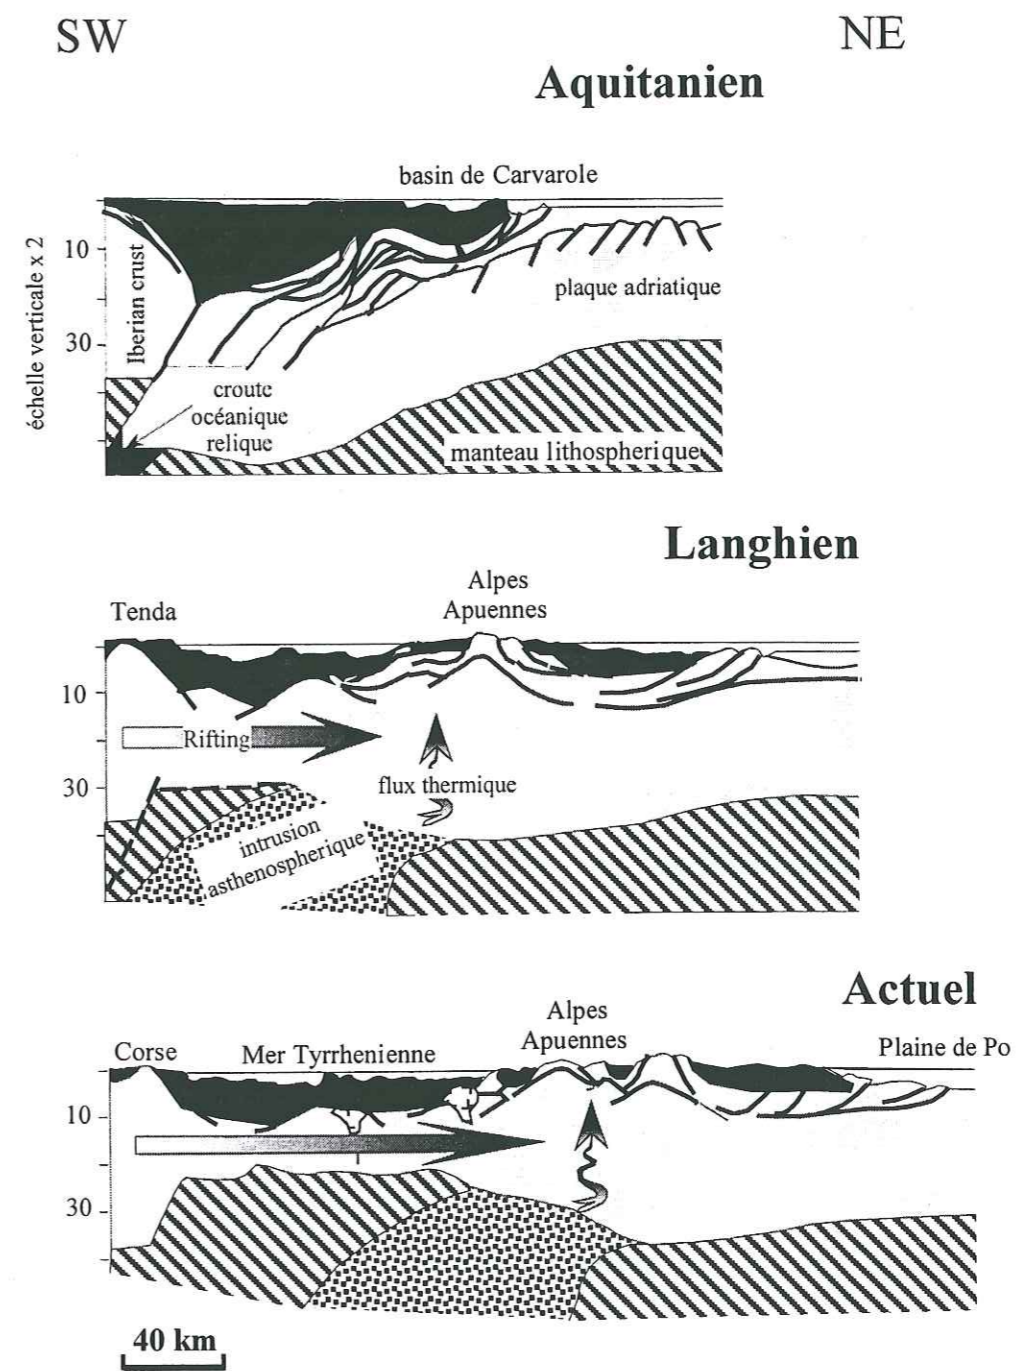 SW
NE
Aquitanien
basin de Carvarole
échelle verticale x 2
10
30
Iberian crust
plaque adriatique
croute
océanique
relique
manteau lithospherique
Langhien
Alpes
Apuennes
Tenda
10
Rifting
30
flux thermique
intrusion
asthenospherique
Actuel
Alpes
Apuennes
Corse
Mer Tyrrhenienne
Plaine de Po
10
30
40 km